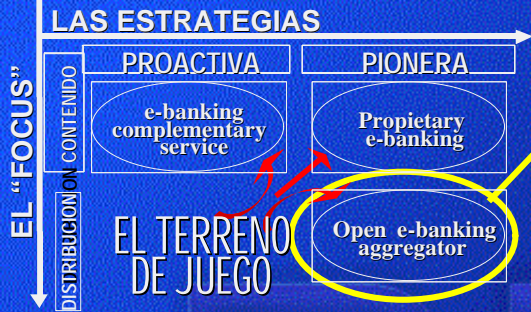 LAS ESTRATEGIAS
PROACTIVA
PIONERA
EL “FOCUS”
CONTENIDO
e-banking
complementary
service
Propietary
e-banking
DISTRIBUCION
EL TERRENO
DE JUEGO
Open e-banking
aggregator